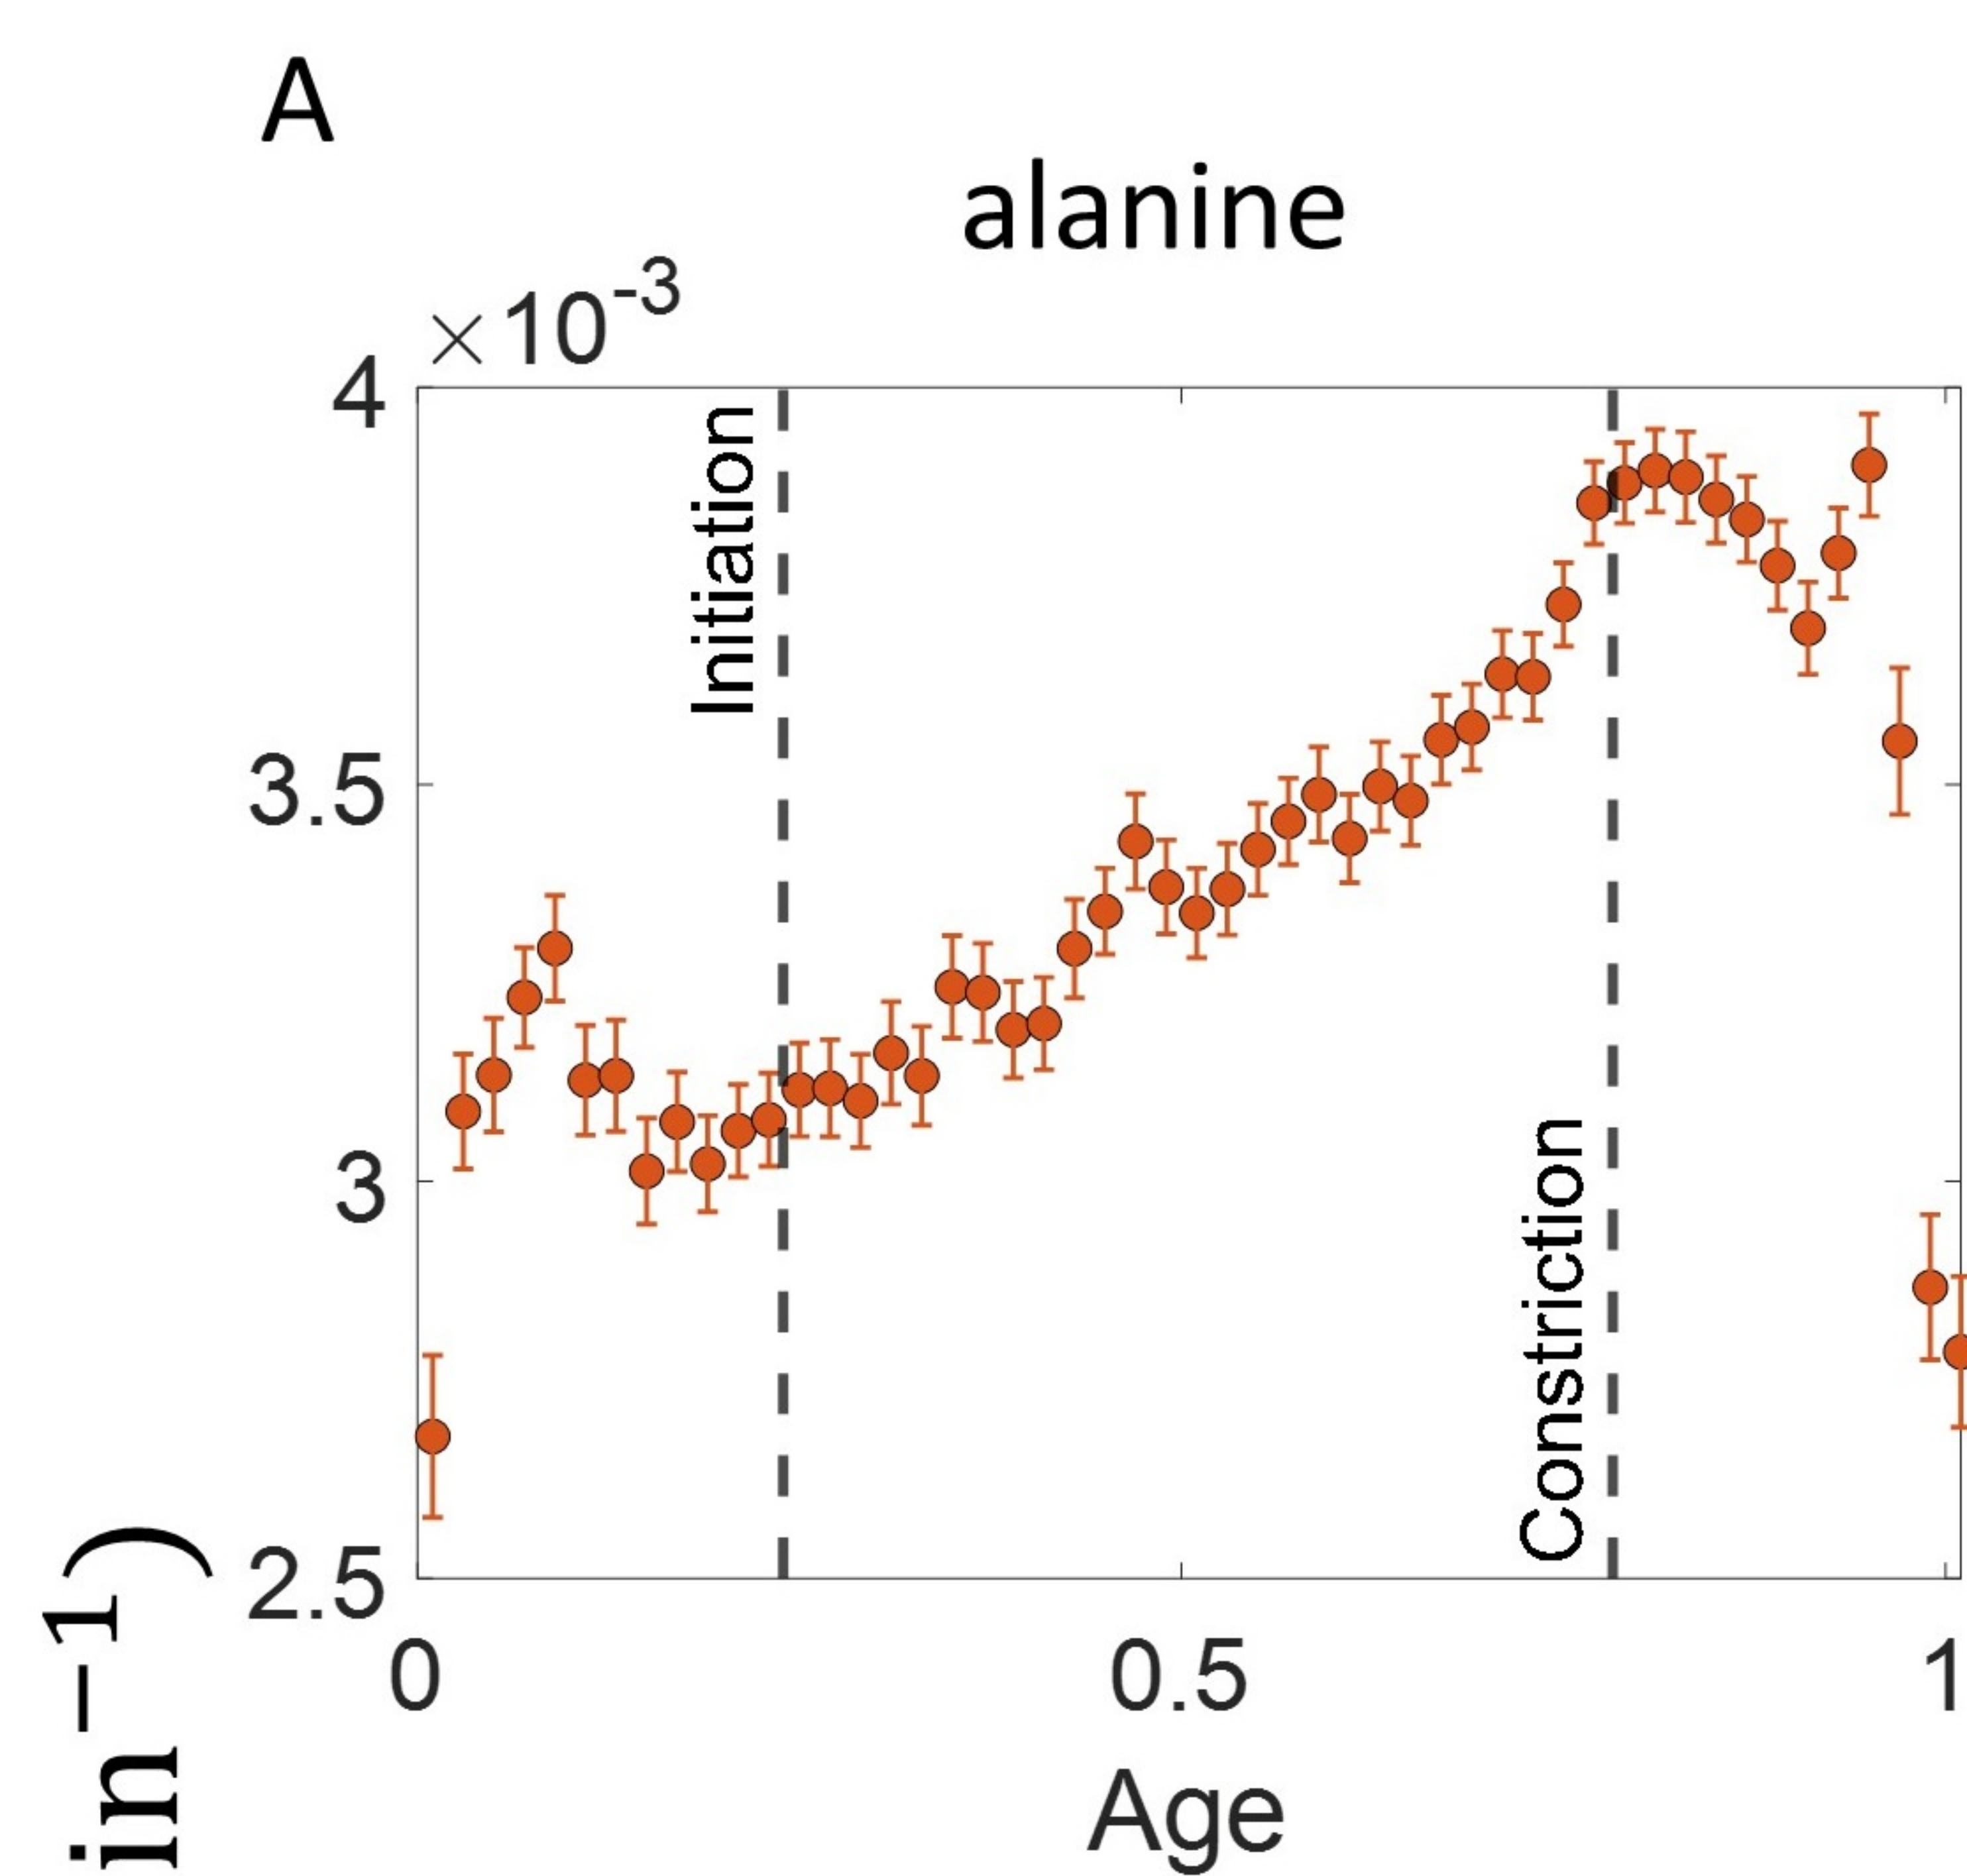 A
alanine
×10⁻³
4
3.5
3
2.5
Initiation
Constriction
0
0.5
1
Age
in⁻¹)